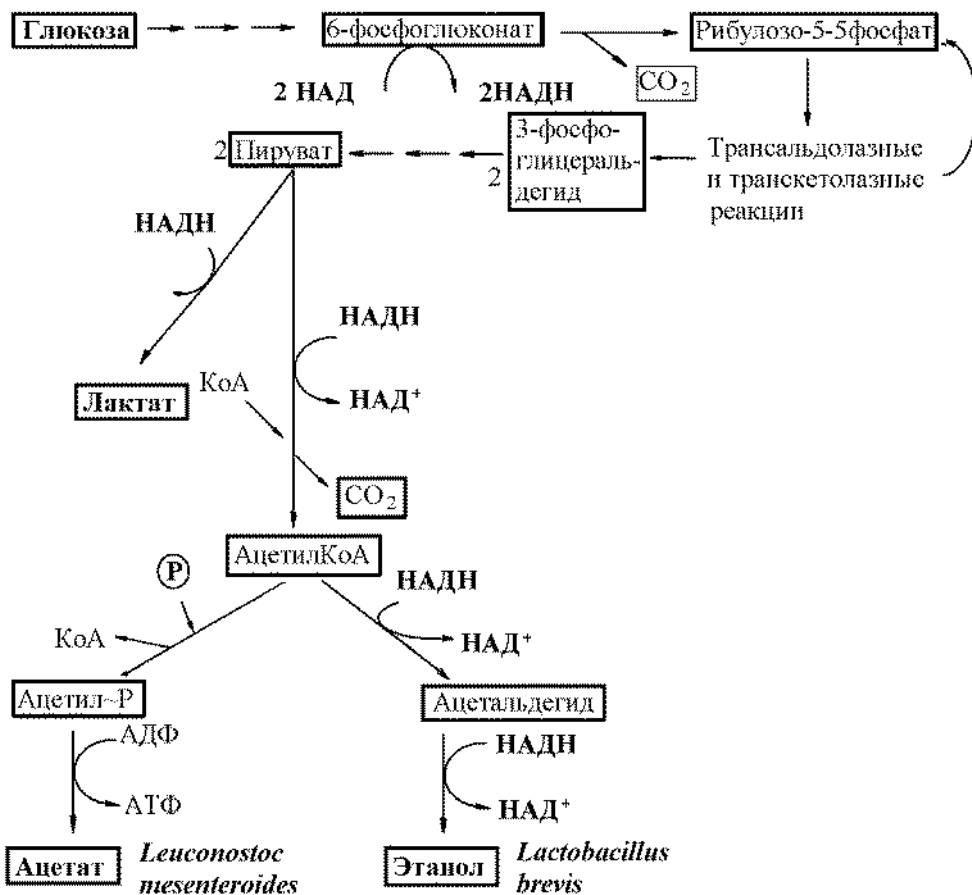 Глюкоза
6-фосфоглюконат
Рибулозо-5-5фосфат
CO2
2 НАД
2НАДН
2 Пируват
2
3-фосфо-
глицераль-
дегид
Трансальдолазные
и транскетолазные
реакции
НАДН
НАДН
КоА
НАД+
Лактат
CO2
АцетилКоА
P
НАДН
КоА
НАД+
Ацетил~Р
Ацетальдегид
АДФ
НАДН
АТФ
НАД+
Ацетат
Leuconostoc
mesenteroides
Этанол
Lactobacillus
brevis